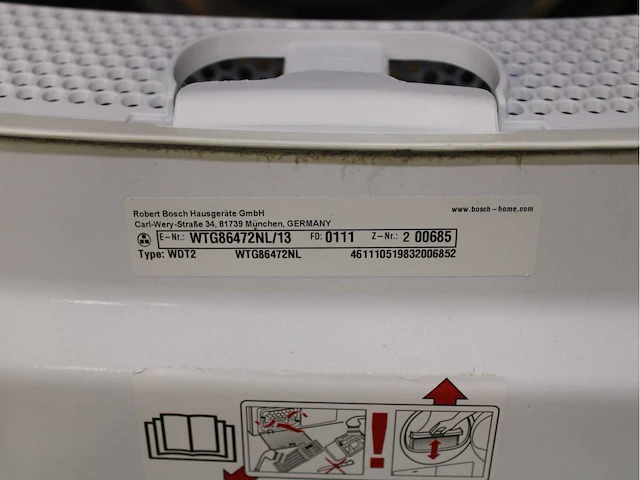 Robert Bosch Hausgeräte GmbH
www.bosch-home.com
Carl-Wery-Straße 34, 81739 München, GERMANY
E-Nr.: WTG86472NL/13 FD: 0111 Z-Nr.: 2 00685
Type: WDT2 WTG86472NL 461110519832006852